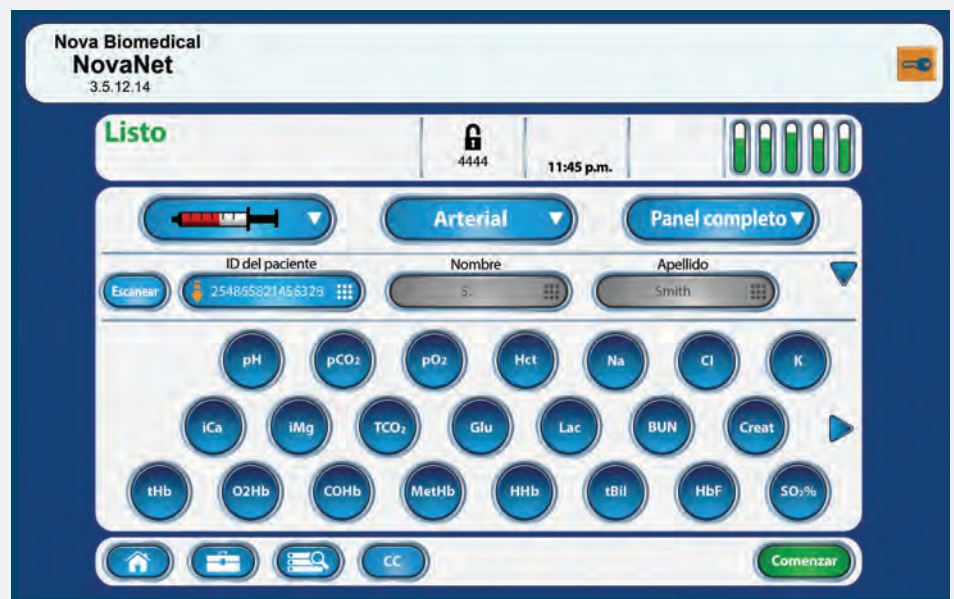 Nova Biomedical
NovaNet
3.5.12.14
Listo
4444
11:45 p.m.
Arterial
Panel completo
ID del paciente
Nombre
Apellido
Escanear
254865821456328
S.
Smith
pH pCO2 pO2 Hct Na Cl K
iCa iMg TCO2 Glu Lac BUN Creat
tHb O2Hb COHb MetHb HHb tBil HbF SO2%
CC
Comenzar